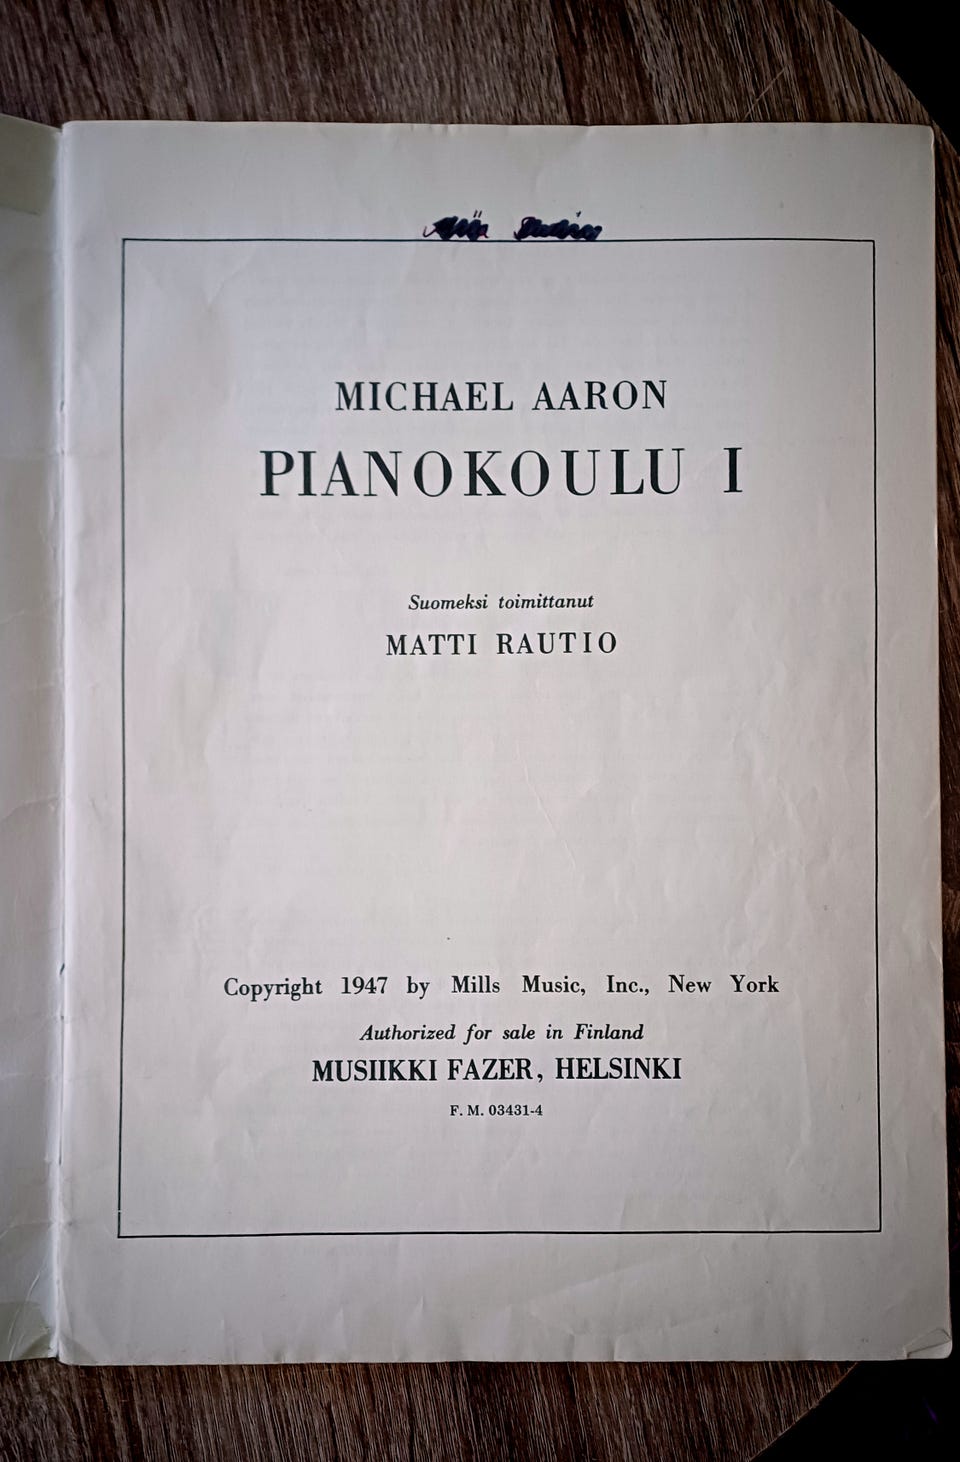 MICHAEL AARON
PIANOKOULU I
Suomeksi toimittanut
MATTI RAUTIO
Copyright 1947 by Mills Music, Inc., New York
Authorized for sale in Finland
MUSIIKKI FAZER, HELSINKI
F. M. 03431-4